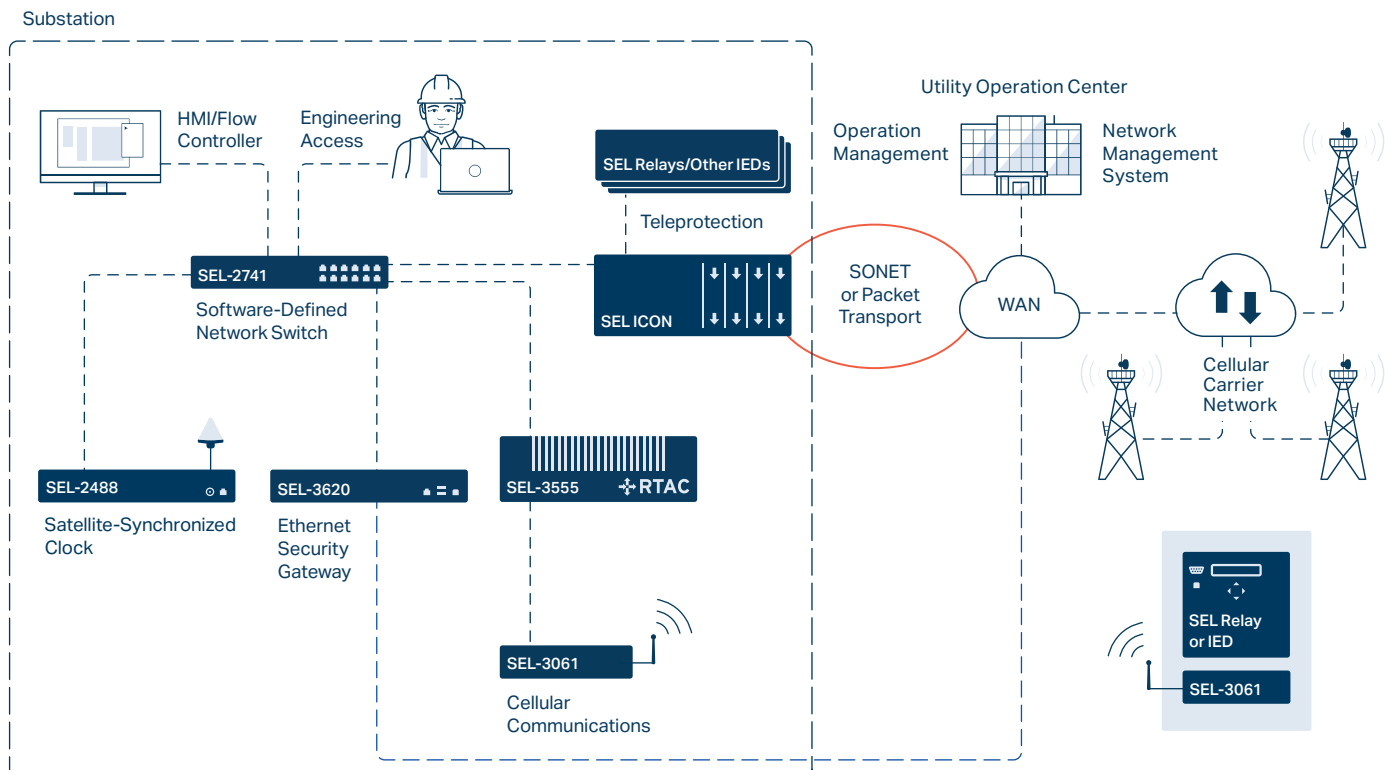 Substation
HMI/Flow
Controller
Engineering
Access
SEL Relays/Other IEDs
Teleprotection
Utility Operation Center
Operation
Management
Network
Management
System
SEL-2741
Software-Defined
Network Switch
SEL ICON
SONET
or Packet
Transport
WAN
Cellular
Carrier
Network
SEL-2488
Satellite-Synchronized
Clock
SEL-3620
Ethernet
Security
Gateway
SEL-3555
RTAC
SEL-3061
Cellular
Communications
SEL Relay
or IED
SEL-3061